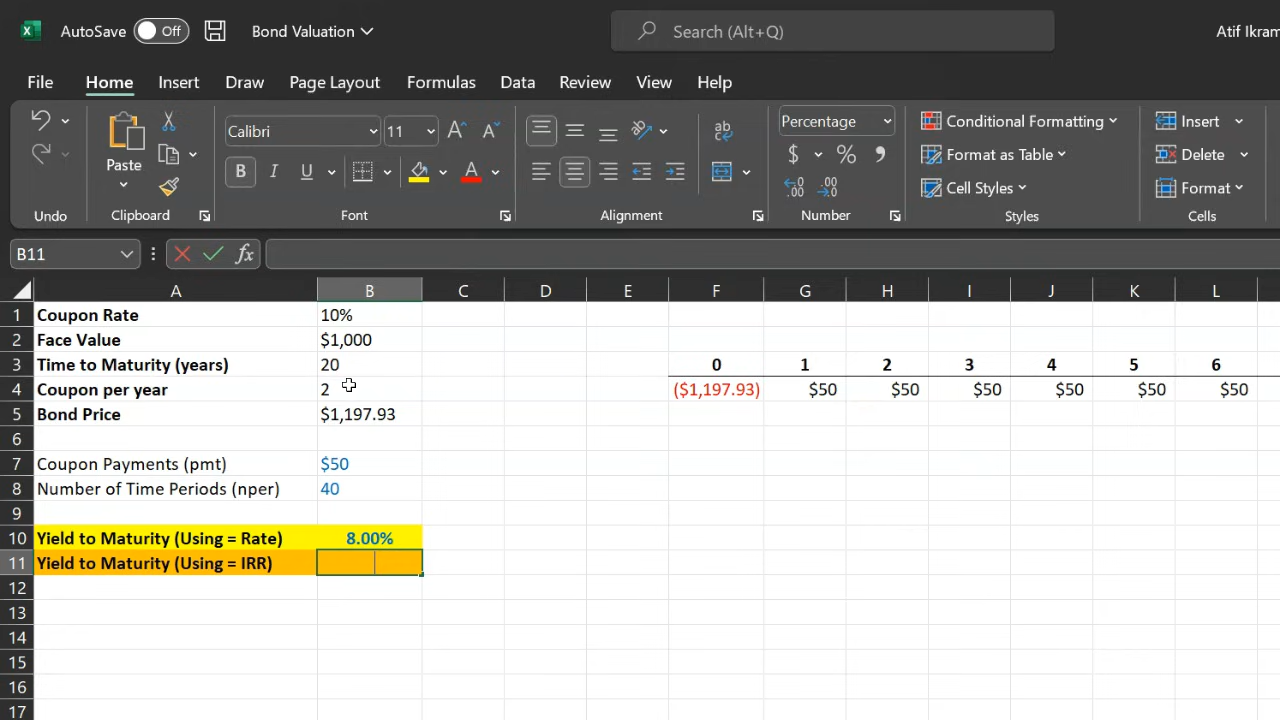 AutoSave Off Bond Valuation Search (Alt+Q) Atif Ikram
File Home Insert Draw Page Layout Formulas Data Review View Help
Calibri 11 Percentage Conditional Formatting Insert
Paste Format as Table Delete
B I U $ % Cell Styles Format
Undo Clipboard Font Alignment Number Styles Cells
B11 fx
A B C D E F G H I J K L
1 Coupon Rate 10%
2 Face Value $1,000
3 Time to Maturity (years) 20 0 1 2 3 4 5 6
4 Coupon per year 2 ($1,197.93) $50 $50 $50 $50 $50 $50
5 Bond Price $1,197.93
6
7 Coupon Payments (pmt) $50
8 Number of Time Periods (nper) 40
9
10 Yield to Maturity (Using = Rate) 8.00%
11 Yield to Maturity (Using = IRR)
12
13
14
15
16
17